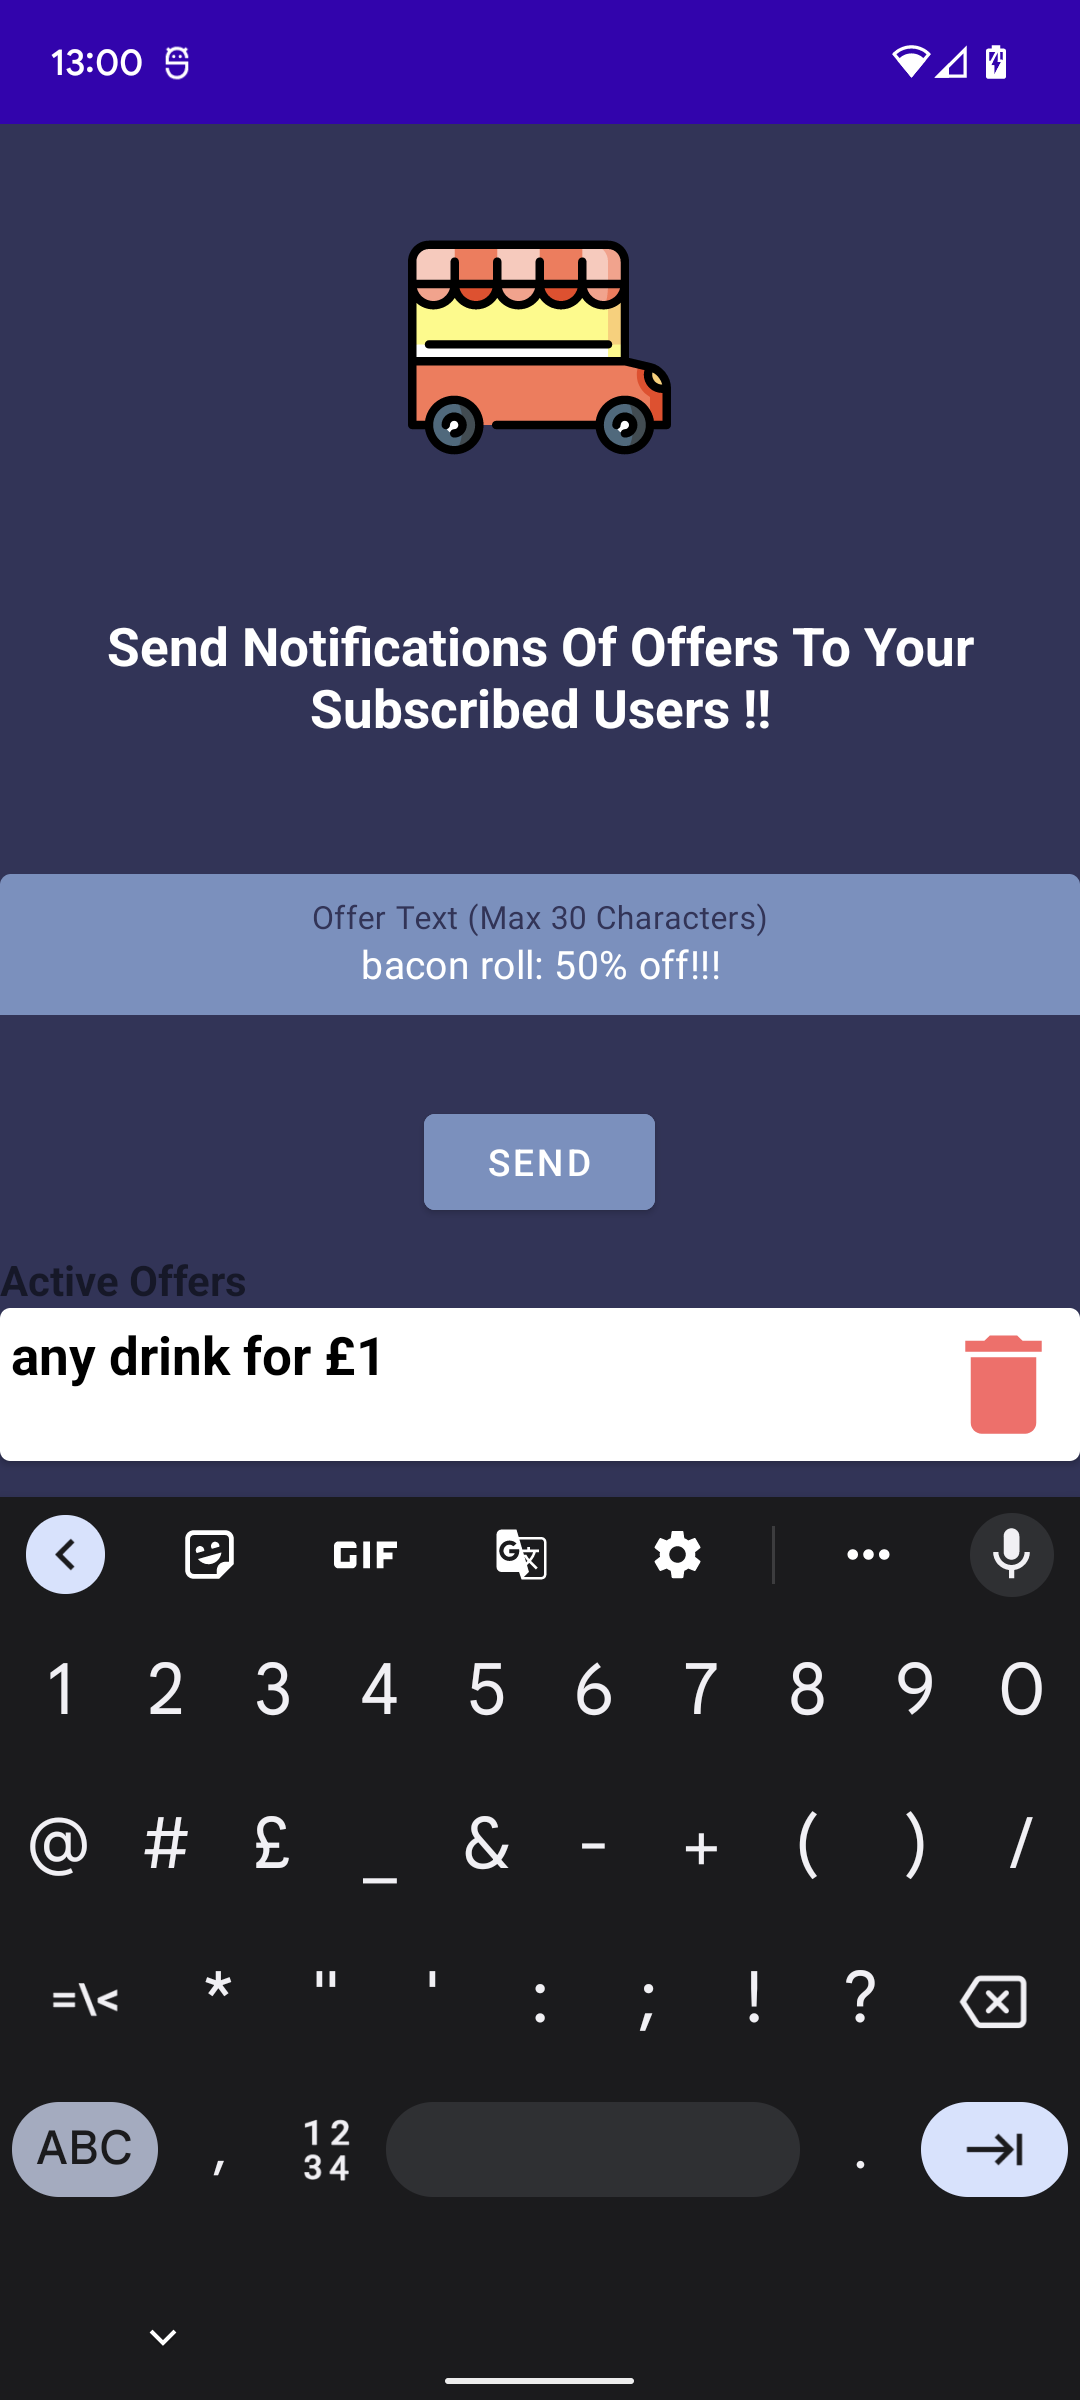 13:00
Send Notifications Of Offers To Your
Subscribed Users !!
Offer Text (Max 30 Characters)
bacon roll: 50% off!!!
SEND
Active Offers
any drink for £1
GIF
1 2 3 4 5 6 7 8 9 0
@ # £ _ & - + ( ) /
=\< * " ' : ; ! ?
ABC , 12 .
34